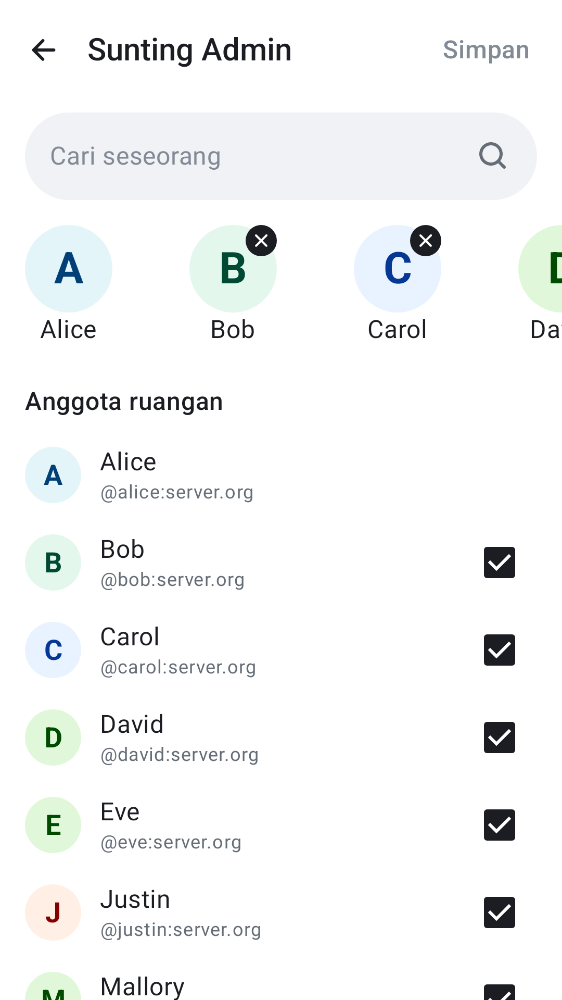 Sunting Admin
Simpan
Cari seseorang
A
B
C
D
Alice
Bob
Carol
Da
Anggota ruangan
A
Alice
@alice:server.org
B
Bob
@bob:server.org
C
Carol
@carol:server.org
D
David
@david:server.org
E
Eve
@eve:server.org
J
Justin
@justin:server.org
M
Mallory